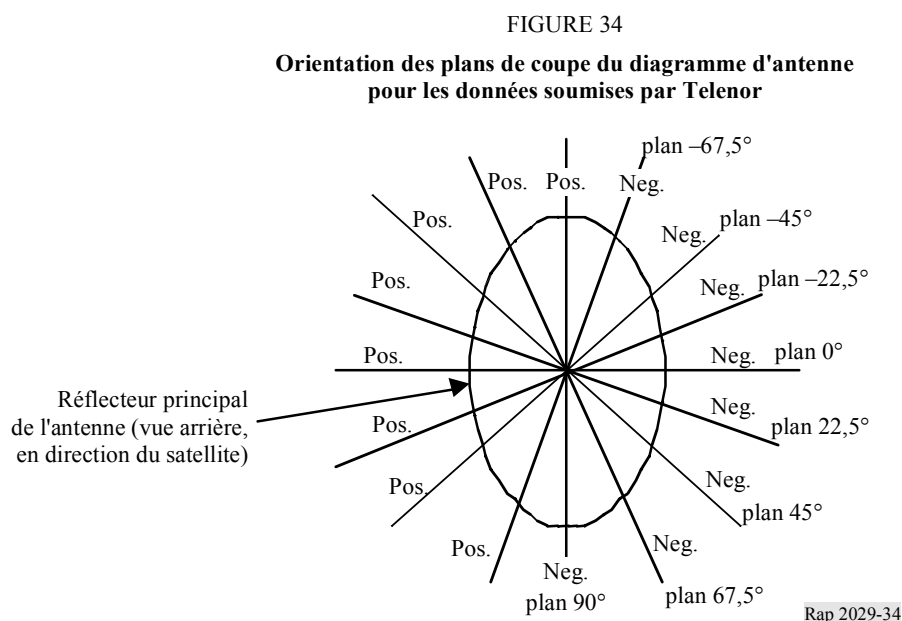 FIGURE 34
Orientation des plans de coupe du diagramme d'antenne
pour les données soumises par Telenor
plan –67,5°
Pos. Pos. Neg.
Pos.
Neg. plan –45°
Pos.
Neg. plan –22,5°
Pos.
Neg. plan 0°
Réflecteur principal
de l'antenne (vue arrière,
en direction du satellite)
Pos.
Neg.
plan 22,5°
Pos.
Neg.
plan 45°
Pos.
Neg.
Neg.
plan 90°
plan 67,5°
Rap 2029-34